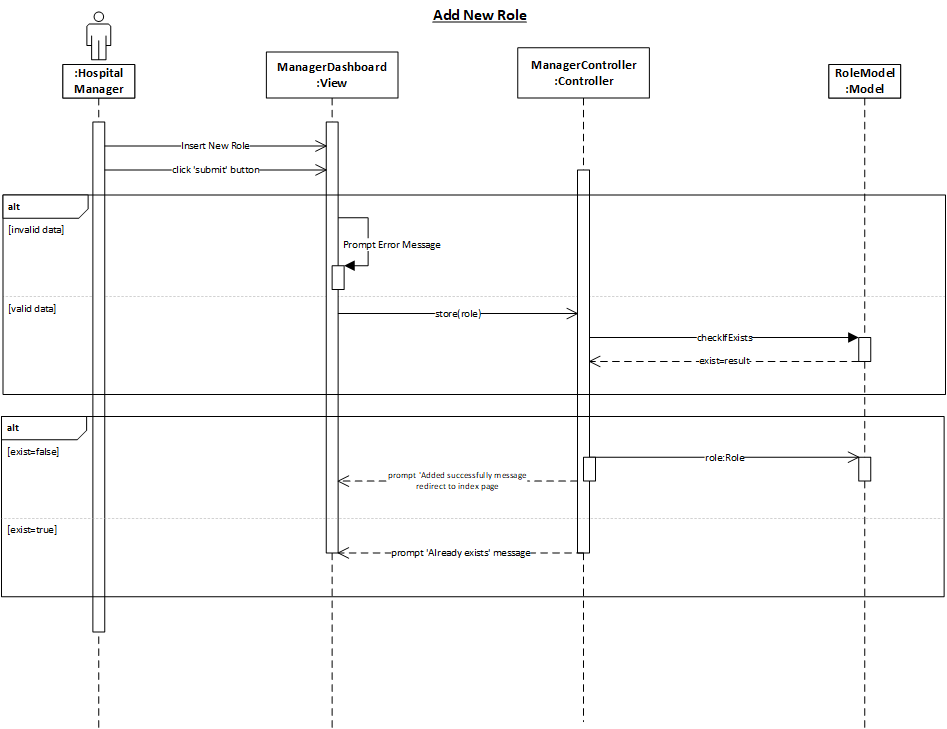 Add New Role
:Hospital
Manager
ManagerDashboard
:View
ManagerController
:Controller
RoleModel
:Model
Insert New Role
click 'submit' button
alt
[invalid data]
Prompt Error Message
[valid data]
store(role)
checkIfExists
exist=result
alt
[exist=false]
role:Role
prompt 'Added successfully message
redirect to index page
[exist=true]
prompt 'Already exists' message